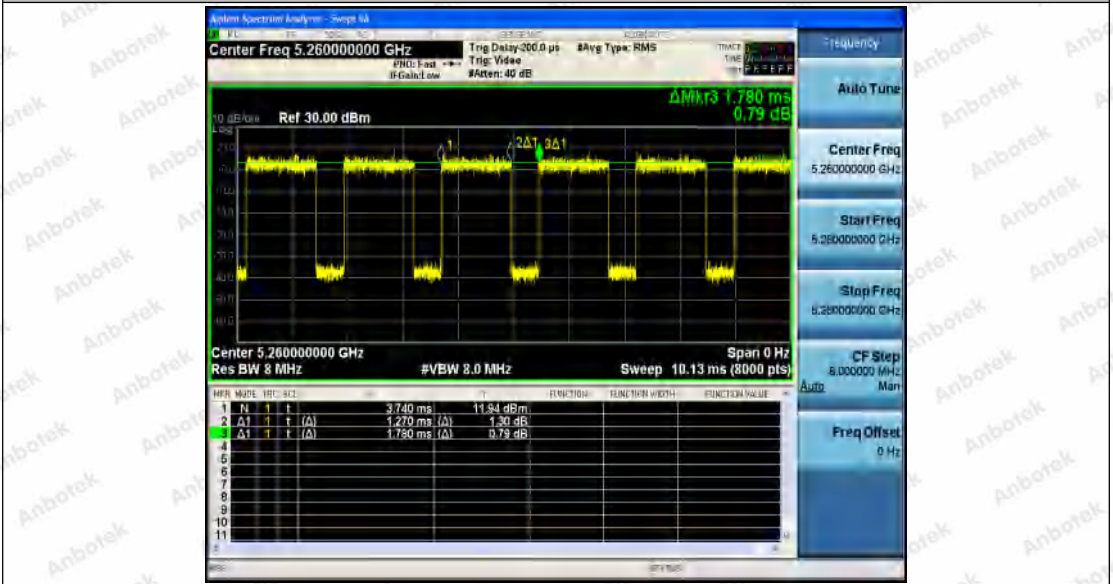 Agilent Spectrum Analyzer - Swept SA
Center Freq 5.260000000 GHz
PNO: Fast
IFGain:Low
Trig Delay-200.0 µs
Trig: Video
#Atten: 40 dB
#Avg Type: RMS
TRACE
TYPE
P P P P P P
ΔMkr3 1.780 ms
0.79 dB
10 dB/div
Log
Ref 30.00 dBm
1
2Δ1
3Δ1
Center 5.260000000 GHz
Span 0 Hz
Res BW 8 MHz
#VBW 8.0 MHz
Sweep 10.13 ms (8000 pts)
MKR MODE TRC SCL X Y FUNCTION FUNCTION WIDTH FUNCTION VALUE
1 N 1 t 3.740 ms 11.94 dBm
2 Δ1 1 t (Δ) 1.270 ms (Δ) 1.30 dB
3 Δ1 1 t (Δ) 1.780 ms (Δ) 0.79 dB
4
5
6
7
8
9
10
11
MSG
STATUS
Frequency
Auto Tune
Center Freq
5.260000000 GHz
Start Freq
5.260000000 GHz
Stop Freq
5.260000000 GHz
CF Step
8.000000 MHz
Auto Man
Freq Offset
0 Hz
Anbotek